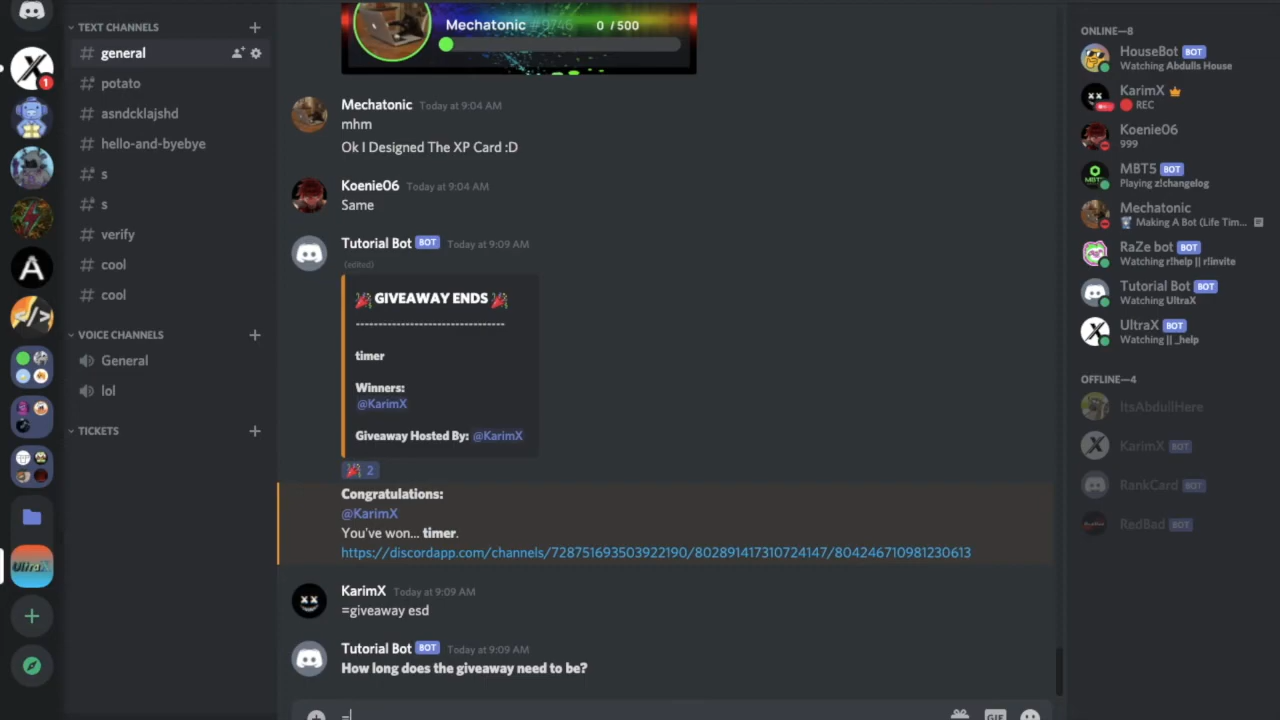 TEXT CHANNELS
general
potato
asndcklajshd
hello-and-byebye
s
s
verify
cool
cool
VOICE CHANNELS
General
lol
TICKETS
1
UltraX
Mechatonic #9746 0 / 500
Mechatonic Today at 9:04 AM
mhm
Ok I Designed The XP Card :D
Koenie06 Today at 9:04 AM
Same
Tutorial Bot BOT Today at 9:09 AM
(edited)
GIVEAWAY ENDS
---------------------------------
timer
Winners:
@KarimX
Giveaway Hosted By: @KarimX
2
Congratulations:
@KarimX
You've won... timer.
https://discordapp.com/channels/728751693503922190/802891417310724147/804246710981230613
KarimX Today at 9:09 AM
=giveaway esd
Tutorial Bot BOT Today at 9:09 AM
How long does the giveaway need to be?
=
GIF
ONLINE—8
HouseBot BOT
Watching Abdulls House
KarimX
REC
Koenie06
999
MBT5 BOT
Playing z!changelog
Mechatonic
Making A Bot (Life Tim...
RaZe bot BOT
Watching r!help || r!invite
Tutorial Bot BOT
Watching UltraX
UltraX BOT
Watching || _help
OFFLINE—4
ItsAbdullHere
KarimX BOT
RankCard BOT
RedBad BOT